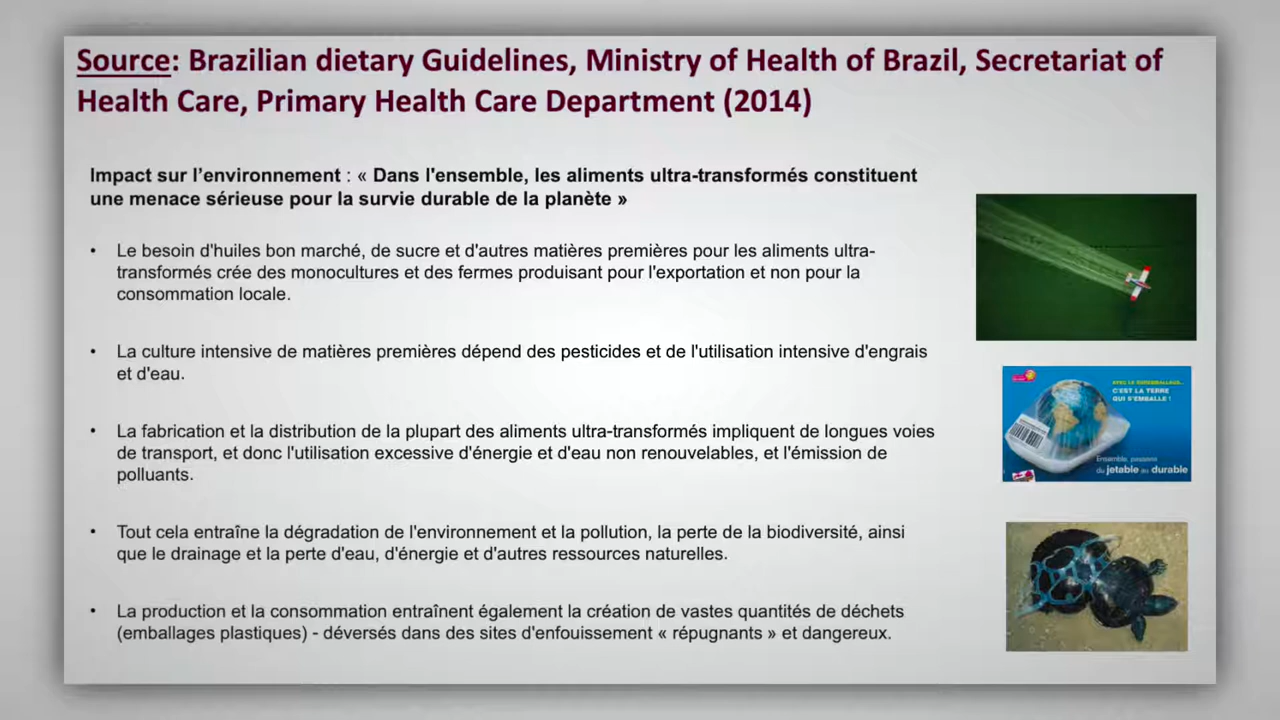 Source: Brazilian dietary Guidelines, Ministry of Health of Brazil, Secretariat of
Health Care, Primary Health Care Department (2014)
Impact sur l'environnement : « Dans l'ensemble, les aliments ultra-transformés constituent
une menace sérieuse pour la survie durable de la planète »
• Le besoin d'huiles bon marché, de sucre et d'autres matières premières pour les aliments ultra-
transformés crée des monocultures et des fermes produisant pour l'exportation et non pour la
consommation locale.
• La culture intensive de matières premières dépend des pesticides et de l'utilisation intensive d'engrais
et d'eau.
• La fabrication et la distribution de la plupart des aliments ultra-transformés impliquent de longues voies
de transport, et donc l'utilisation excessive d'énergie et d'eau non renouvelables, et l'émission de
polluants.
• Tout cela entraîne la dégradation de l'environnement et la pollution, la perte de la biodiversité, ainsi
que le drainage et la perte d'eau, d'énergie et d'autres ressources naturelles.
• La production et la consommation entraînent également la création de vastes quantités de déchets
(emballages plastiques) - déversés dans des sites d'enfouissement « répugnants » et dangereux.
AVEC LE SUREMBALLAGE...
C'EST LA TERRE
QUI S'EMBALLE !
Ensemble, passons
du jetable au durable